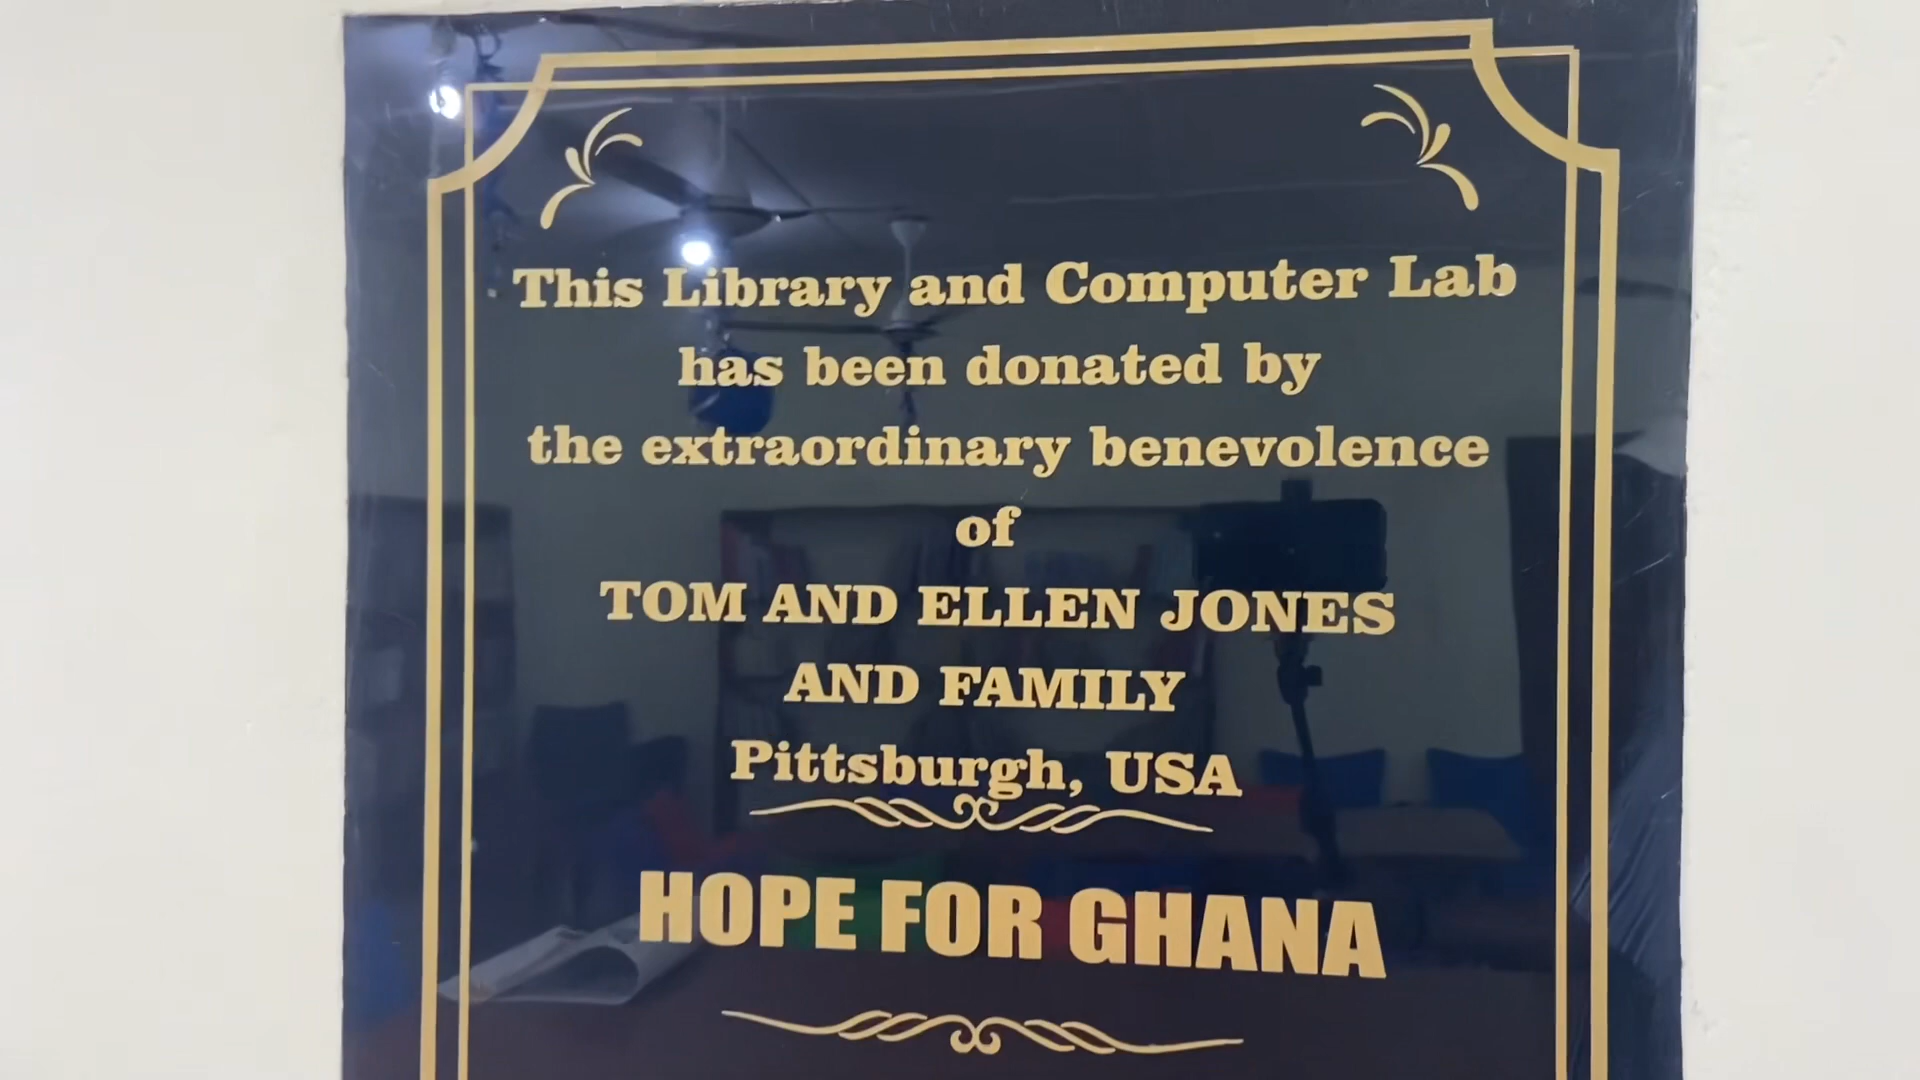 This Library and Computer Lab
has been donated by
the extraordinary benevolence
of
TOM AND ELLEN JONES
AND FAMILY
Pittsburgh, USA
HOPE FOR GHANA